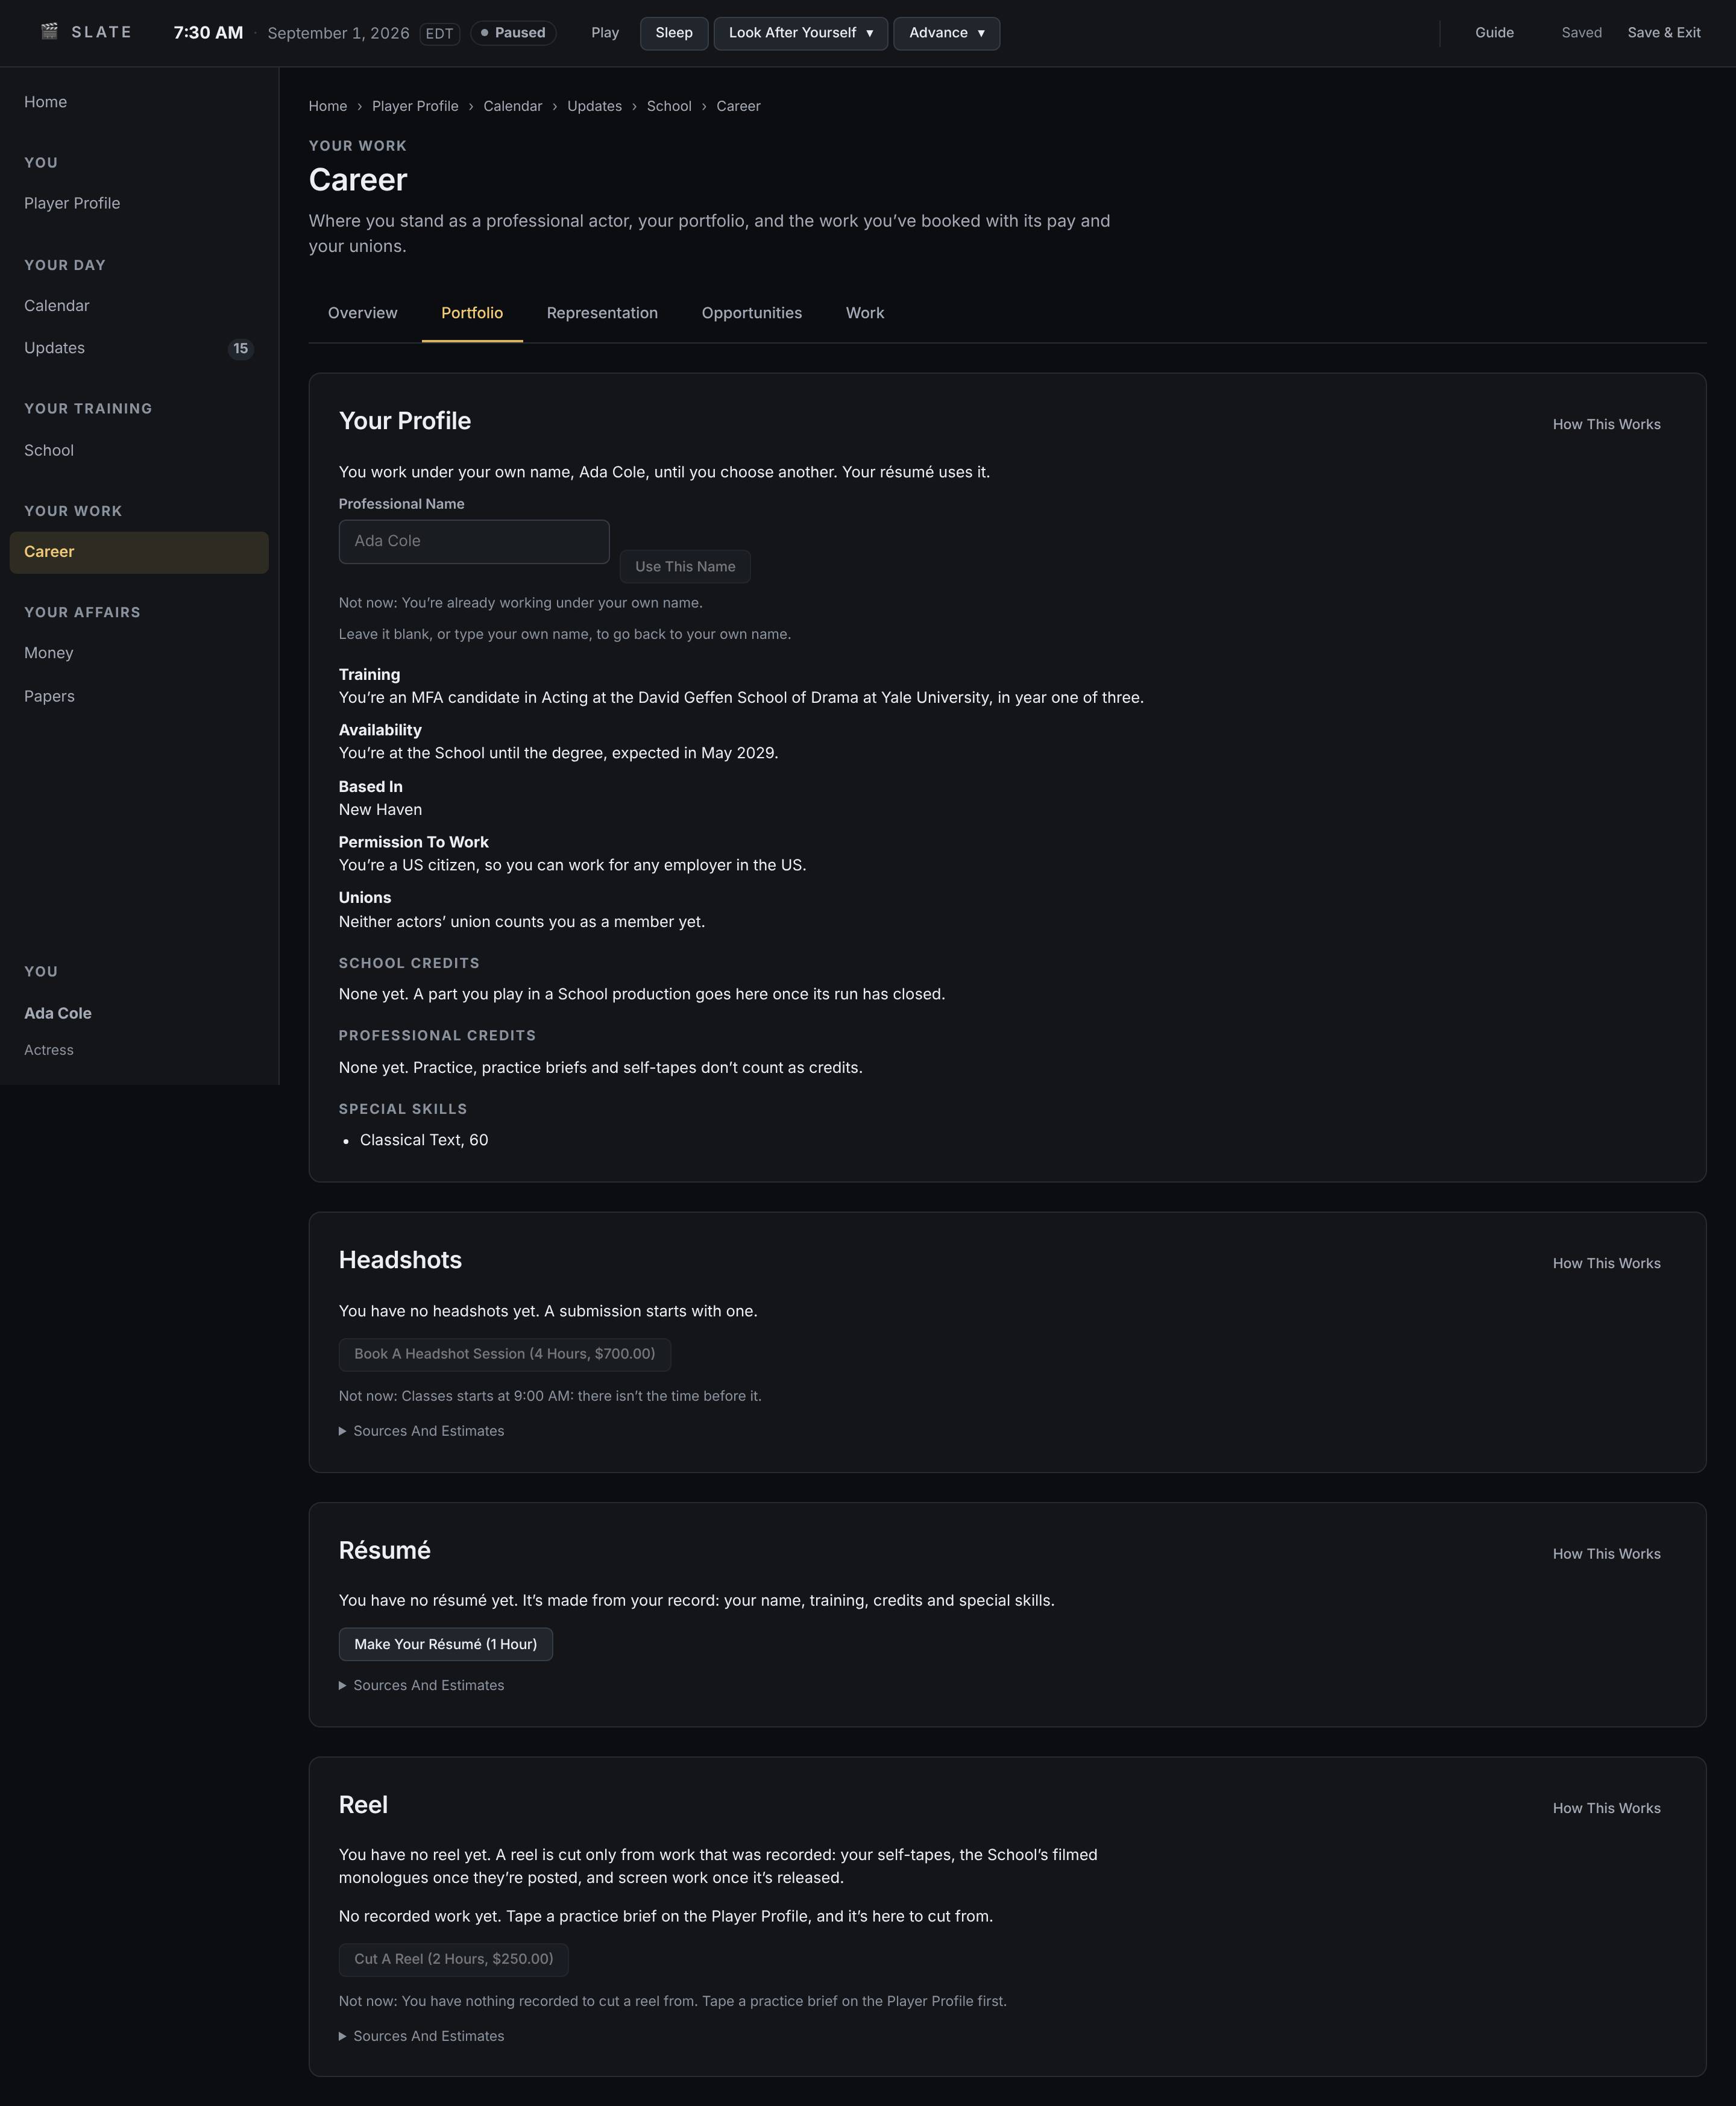 SLATE
7:30 AM · September 1, 2026 EDT Paused Play Sleep Look After Yourself Advance Guide Saved Save & Exit
Home
YOU
Player Profile
YOUR DAY
Calendar
Updates 15
YOUR TRAINING
School
YOUR WORK
Career
YOUR AFFAIRS
Money
Papers
YOU
Ada Cole
Actress
Home › Player Profile › Calendar › Updates › School › Career
YOUR WORK
Career
Where you stand as a professional actor, your portfolio, and the work you’ve booked with its pay and
your unions.
Overview Portfolio Representation Opportunities Work
Your Profile How This Works
You work under your own name, Ada Cole, until you choose another. Your résumé uses it.
Professional Name
Ada Cole
Use This Name
Not now: You’re already working under your own name.
Leave it blank, or type your own name, to go back to your own name.
Training
You’re an MFA candidate in Acting at the David Geffen School of Drama at Yale University, in year one of three.
Availability
You’re at the School until the degree, expected in May 2029.
Based In
New Haven
Permission To Work
You’re a US citizen, so you can work for any employer in the US.
Unions
Neither actors’ union counts you as a member yet.
SCHOOL CREDITS
None yet. A part you play in a School production goes here once its run has closed.
PROFESSIONAL CREDITS
None yet. Practice, practice briefs and self-tapes don’t count as credits.
SPECIAL SKILLS
• Classical Text, 60
Headshots How This Works
You have no headshots yet. A submission starts with one.
Book A Headshot Session (4 Hours, $700.00)
Not now: Classes starts at 9:00 AM: there isn’t the time before it.
Sources And Estimates
Résumé How This Works
You have no résumé yet. It’s made from your record: your name, training, credits and special skills.
Make Your Résumé (1 Hour)
Sources And Estimates
Reel How This Works
You have no reel yet. A reel is cut only from work that was recorded: your self-tapes, the School’s filmed
monologues once they’re posted, and screen work once it’s released.
No recorded work yet. Tape a practice brief on the Player Profile, and it’s here to cut from.
Cut A Reel (2 Hours, $250.00)
Not now: You have nothing recorded to cut a reel from. Tape a practice brief on the Player Profile first.
Sources And Estimates